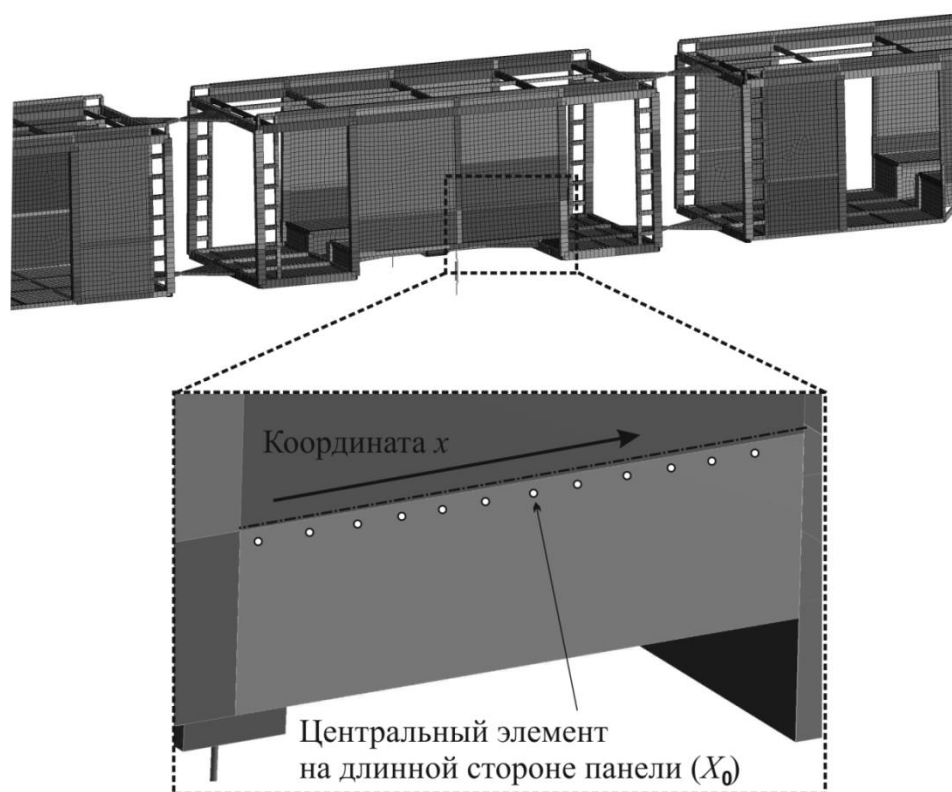 Координата x
Центральный элемент
на длинной стороне панели (X₀)